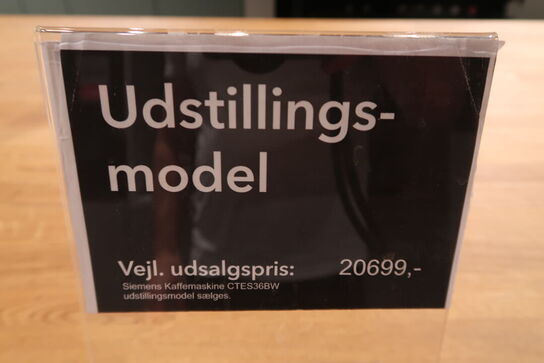 Udstillings-
model
Vejl. udsalgspris: 20699,-
Siemens Kaffemaskine CTES36BW
udstillingsmodel sælges.